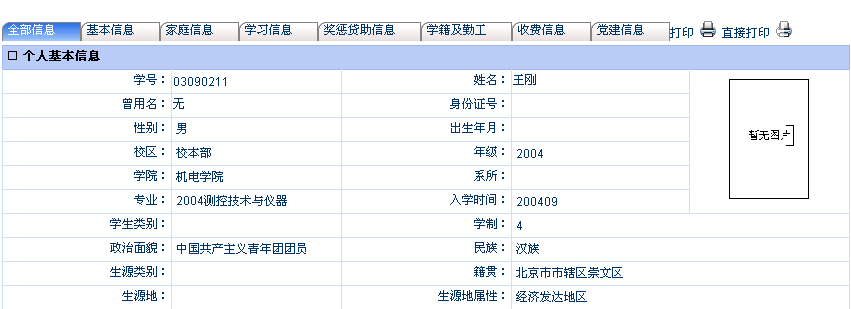 全部信息 基本信息 家庭信息 学习信息 奖惩贷助信息 学籍及勤工 收费信息 党建信息 打印 直接打印
个人基本信息
学号： 03090211 姓名： 王刚
曾用名： 无 身份证号：
性别： 男 出生年月：
暂无图片
校区： 校本部 年级： 2004
学院： 机电学院 系所：
专业： 2004测控技术与仪器 入学时间： 200409
学生类别： 学制： 4
政治面貌： 中国共产主义青年团团员 民族： 汉族
生源类别： 籍贯： 北京市市辖区崇文区
生源地： 生源地属性： 经济发达地区